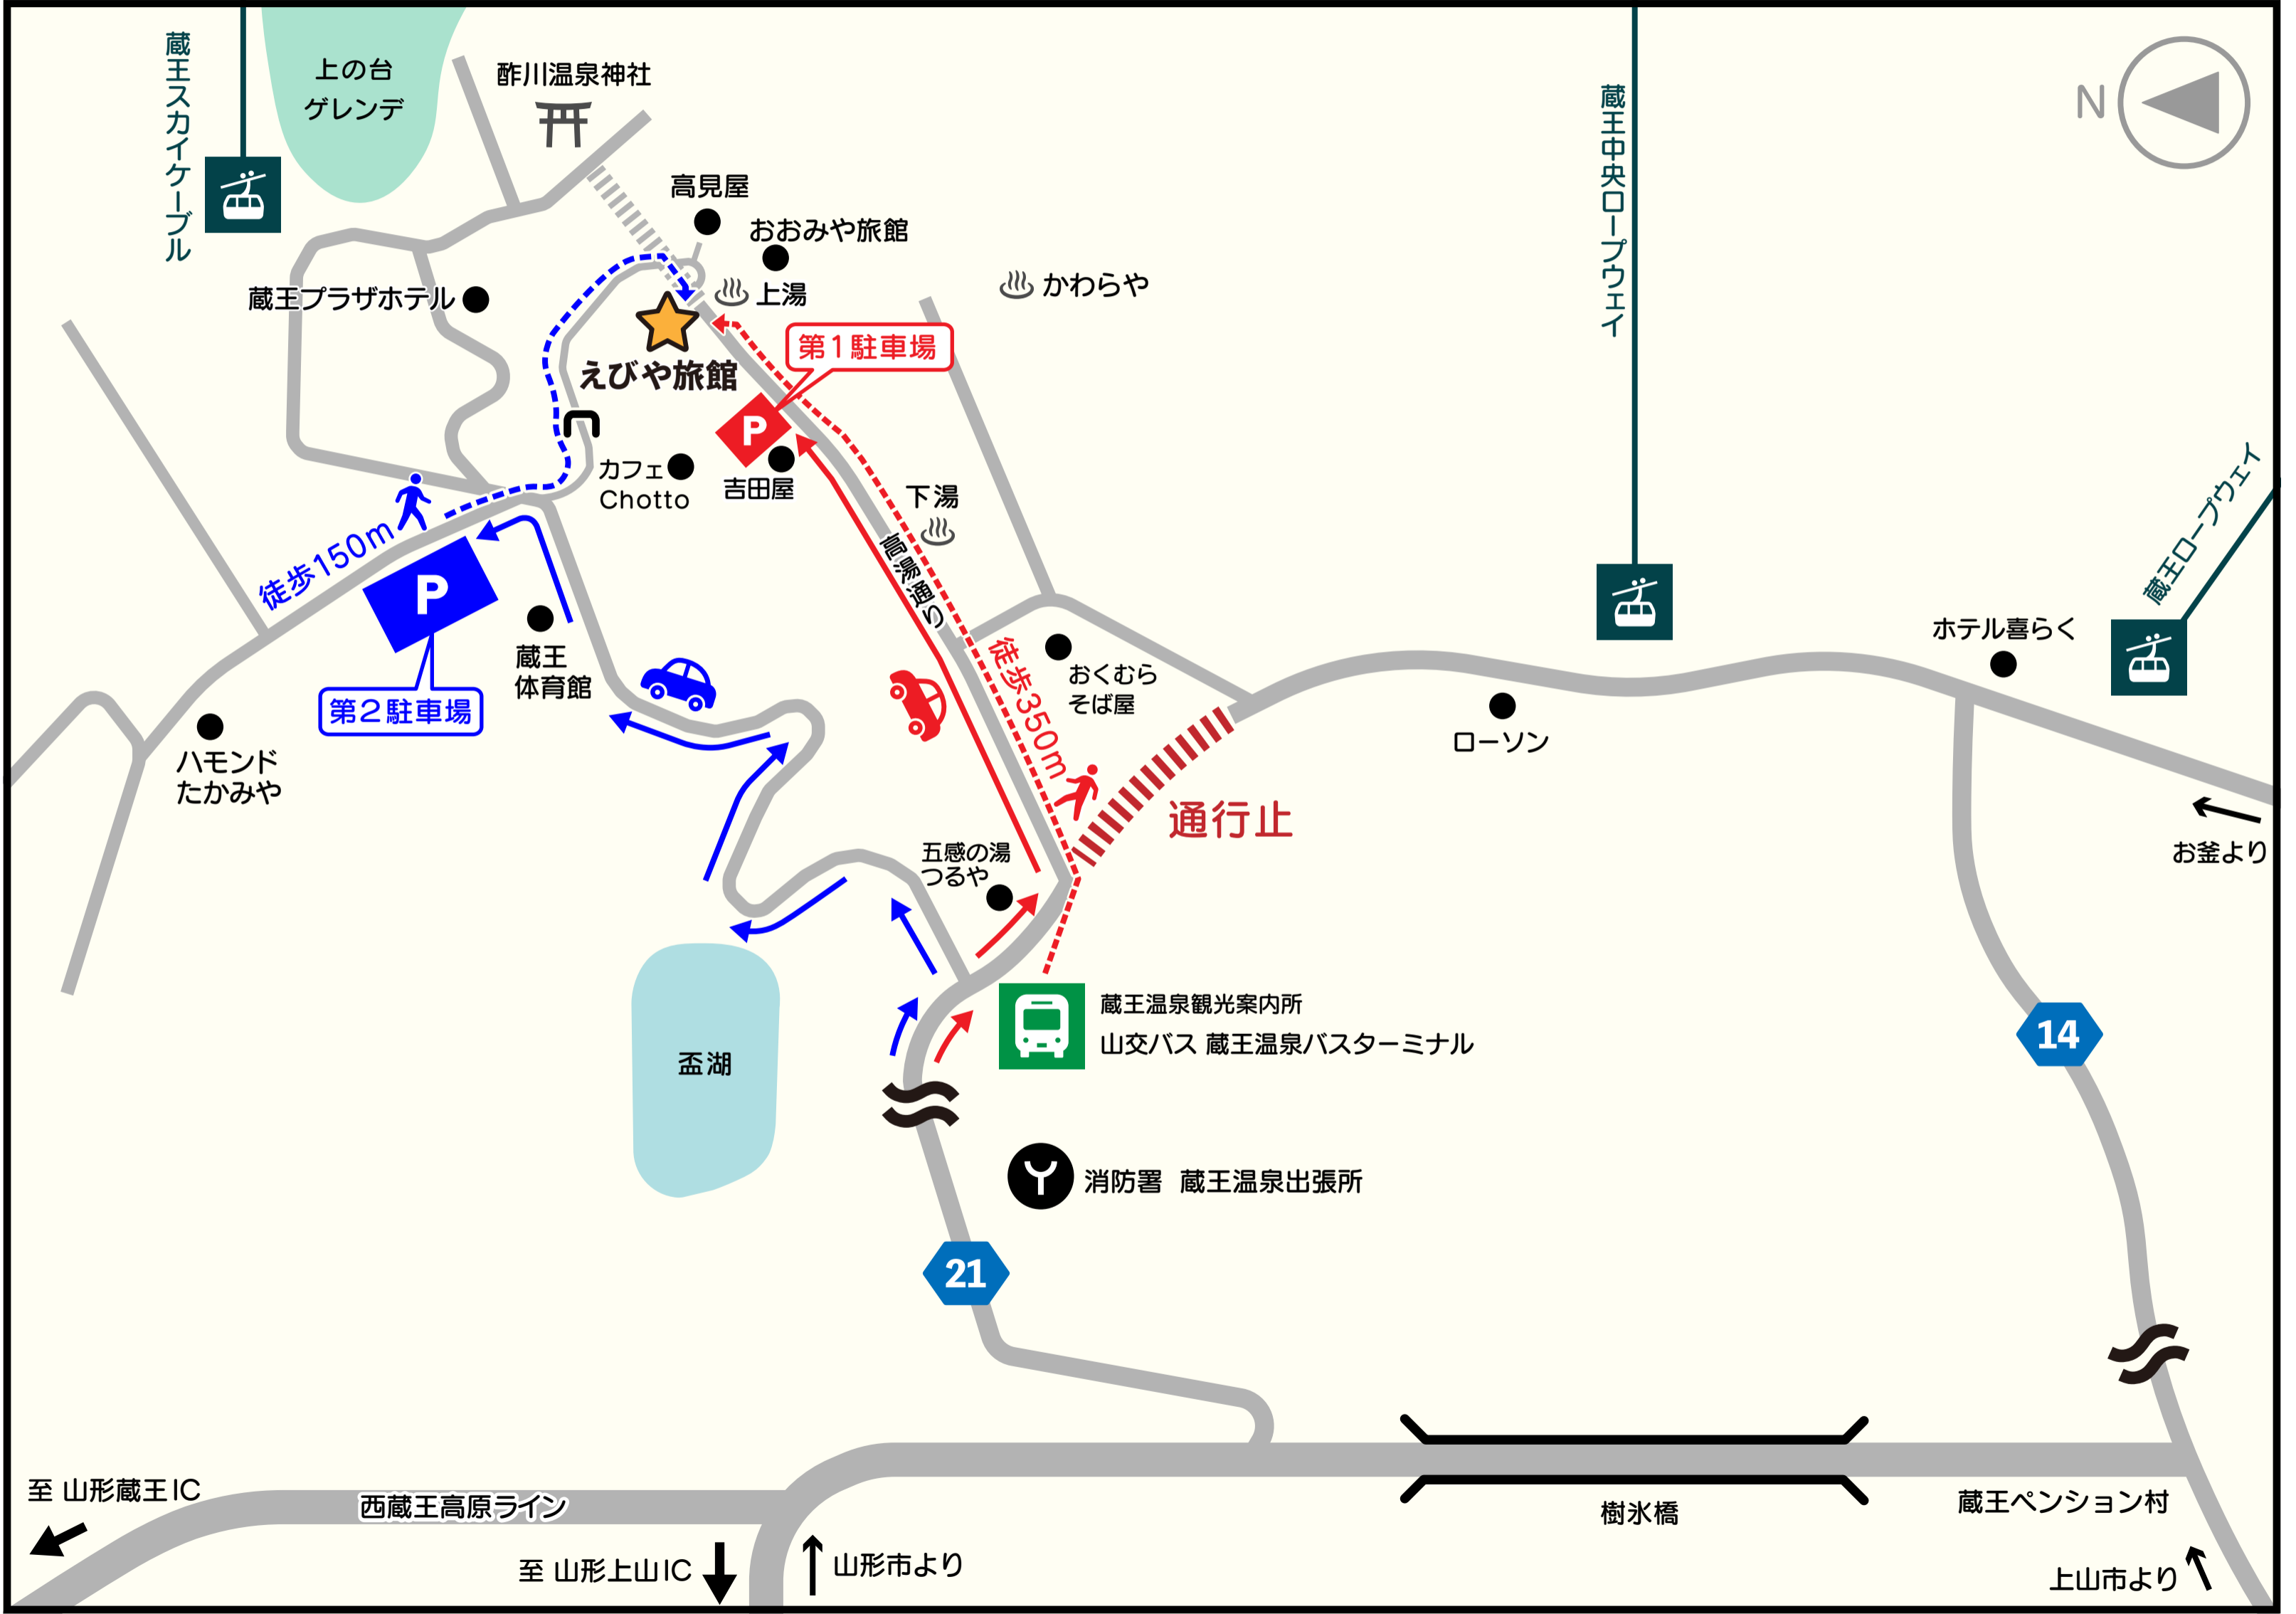 蔵王スカイケーブル
上の台
ゲレンデ
酢川温泉神社
高見屋
おおみや旅館
上湯
かわらや
蔵王中央ロープウェイ
N
蔵王プラザホテル
第1駐車場
えびや旅館
P
カフェ
Chotto
吉田屋
下湯
高湯通り
蔵王ロープウェイ
徒歩150m
P
第2駐車場
蔵王
体育館
ハモンド
たかみや
徒歩350m
おくむら
そば屋
ホテル喜らく
ローソン
通行止
お釜より
五感の湯
つるや
蔵王温泉観光案内所
山交バス 蔵王温泉バスターミナル
盃湖
14
消防署 蔵王温泉出張所
21
至 山形蔵王IC
西蔵王高原ライン
至 山形上山IC
山形市より
樹氷橋
蔵王ペンション村
上山市より